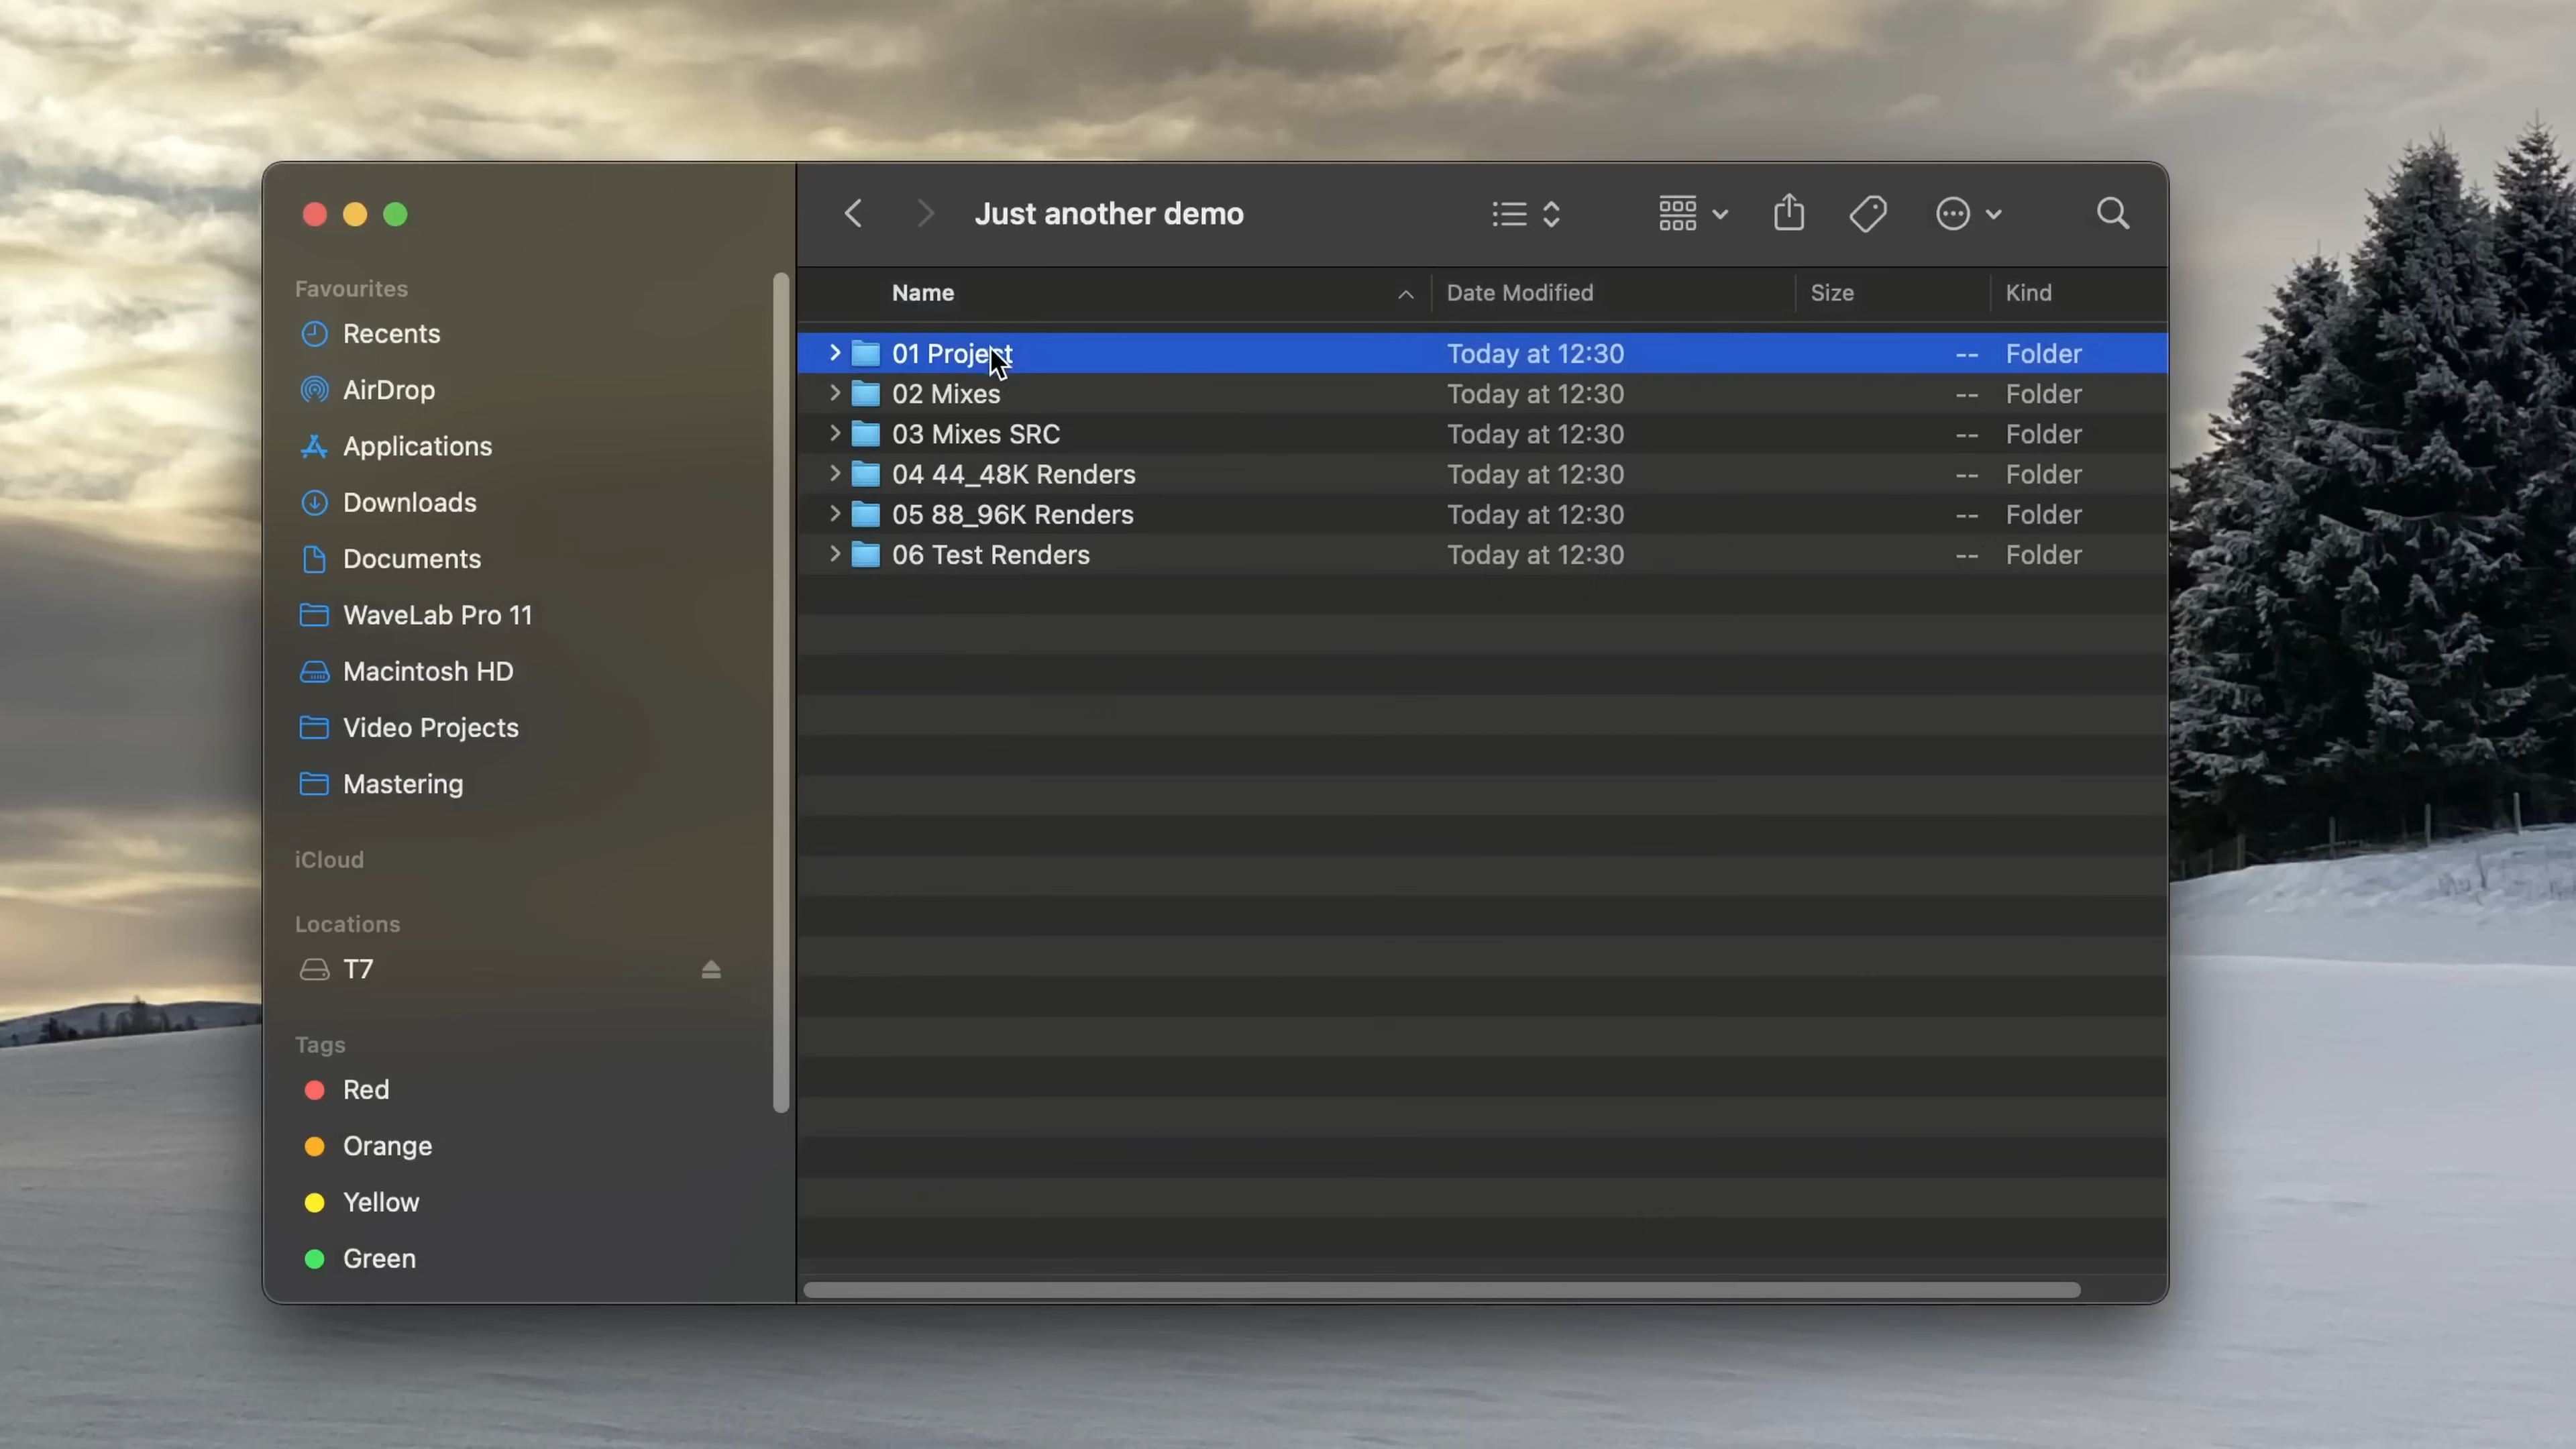 Just another demo
Favourites
Recents
AirDrop
Applications
Downloads
Documents
WaveLab Pro 11
Macintosh HD
Video Projects
Mastering
iCloud
Locations
T7
Tags
Red
Orange
Yellow
Green
Name Date Modified Size Kind
01 Project Today at 12:30 -- Folder
02 Mixes Today at 12:30 -- Folder
03 Mixes SRC Today at 12:30 -- Folder
04 44_48K Renders Today at 12:30 -- Folder
05 88_96K Renders Today at 12:30 -- Folder
06 Test Renders Today at 12:30 -- Folder